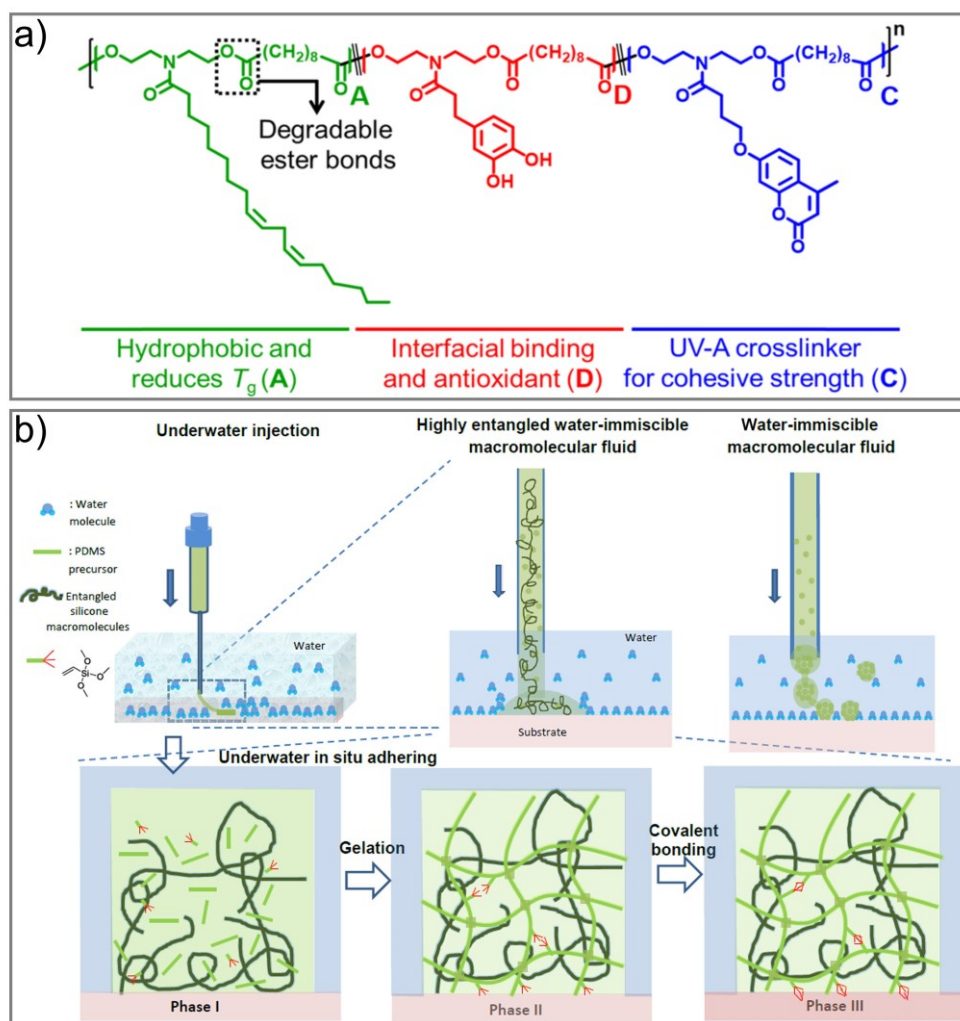 a)
n
O N O (CH2)8 O N O (CH2)8 O N O (CH2)8
O O O O O O O O O
A D C
Degradable
ester bonds
OH
OH
O
O
O
Hydrophobic and
reduces Tg (A)
Interfacial binding
and antioxidant (D)
UV-A crosslinker
for cohesive strength (C)
b)
Underwater injection
Highly entangled water-immiscible
macromolecular fluid
Water-immiscible
macromolecular fluid
: Water
molecule
: PDMS
precursor
: Entangled
silicone
macromolecules
O
Si O
O
Water
Water
Substrate
Underwater in situ adhering
Gelation
Covalent
bonding
Phase I
Phase II
Phase III